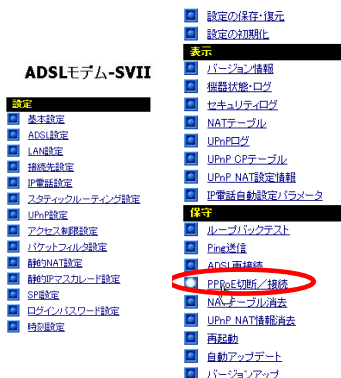 ADSLモデム-SVII
設定
基本設定
ADSL設定
LAN設定
接続先設定
IP電話設定
スタティックルーティング設定
UPnP設定
アクセス制限設定
パケットフィルタ設定
静的NAT設定
静的IPマスカレード設定
SPI設定
ログインパスワード設定
時刻設定
設定の保存・復元
設定の初期化
表示
バージョン情報
機器状態・ログ
セキュリティログ
NATテーブル
UPnPログ
UPnP CPテーブル
UPnP NAT設定情報
IP電話自動設定パラメータ
保守
ループバックテスト
Ping送信
ADSL再接続
PPPoE切断／接続
NATテーブル消去
UPnP NAT情報消去
再起動
自動アップデート
バージョンアップ